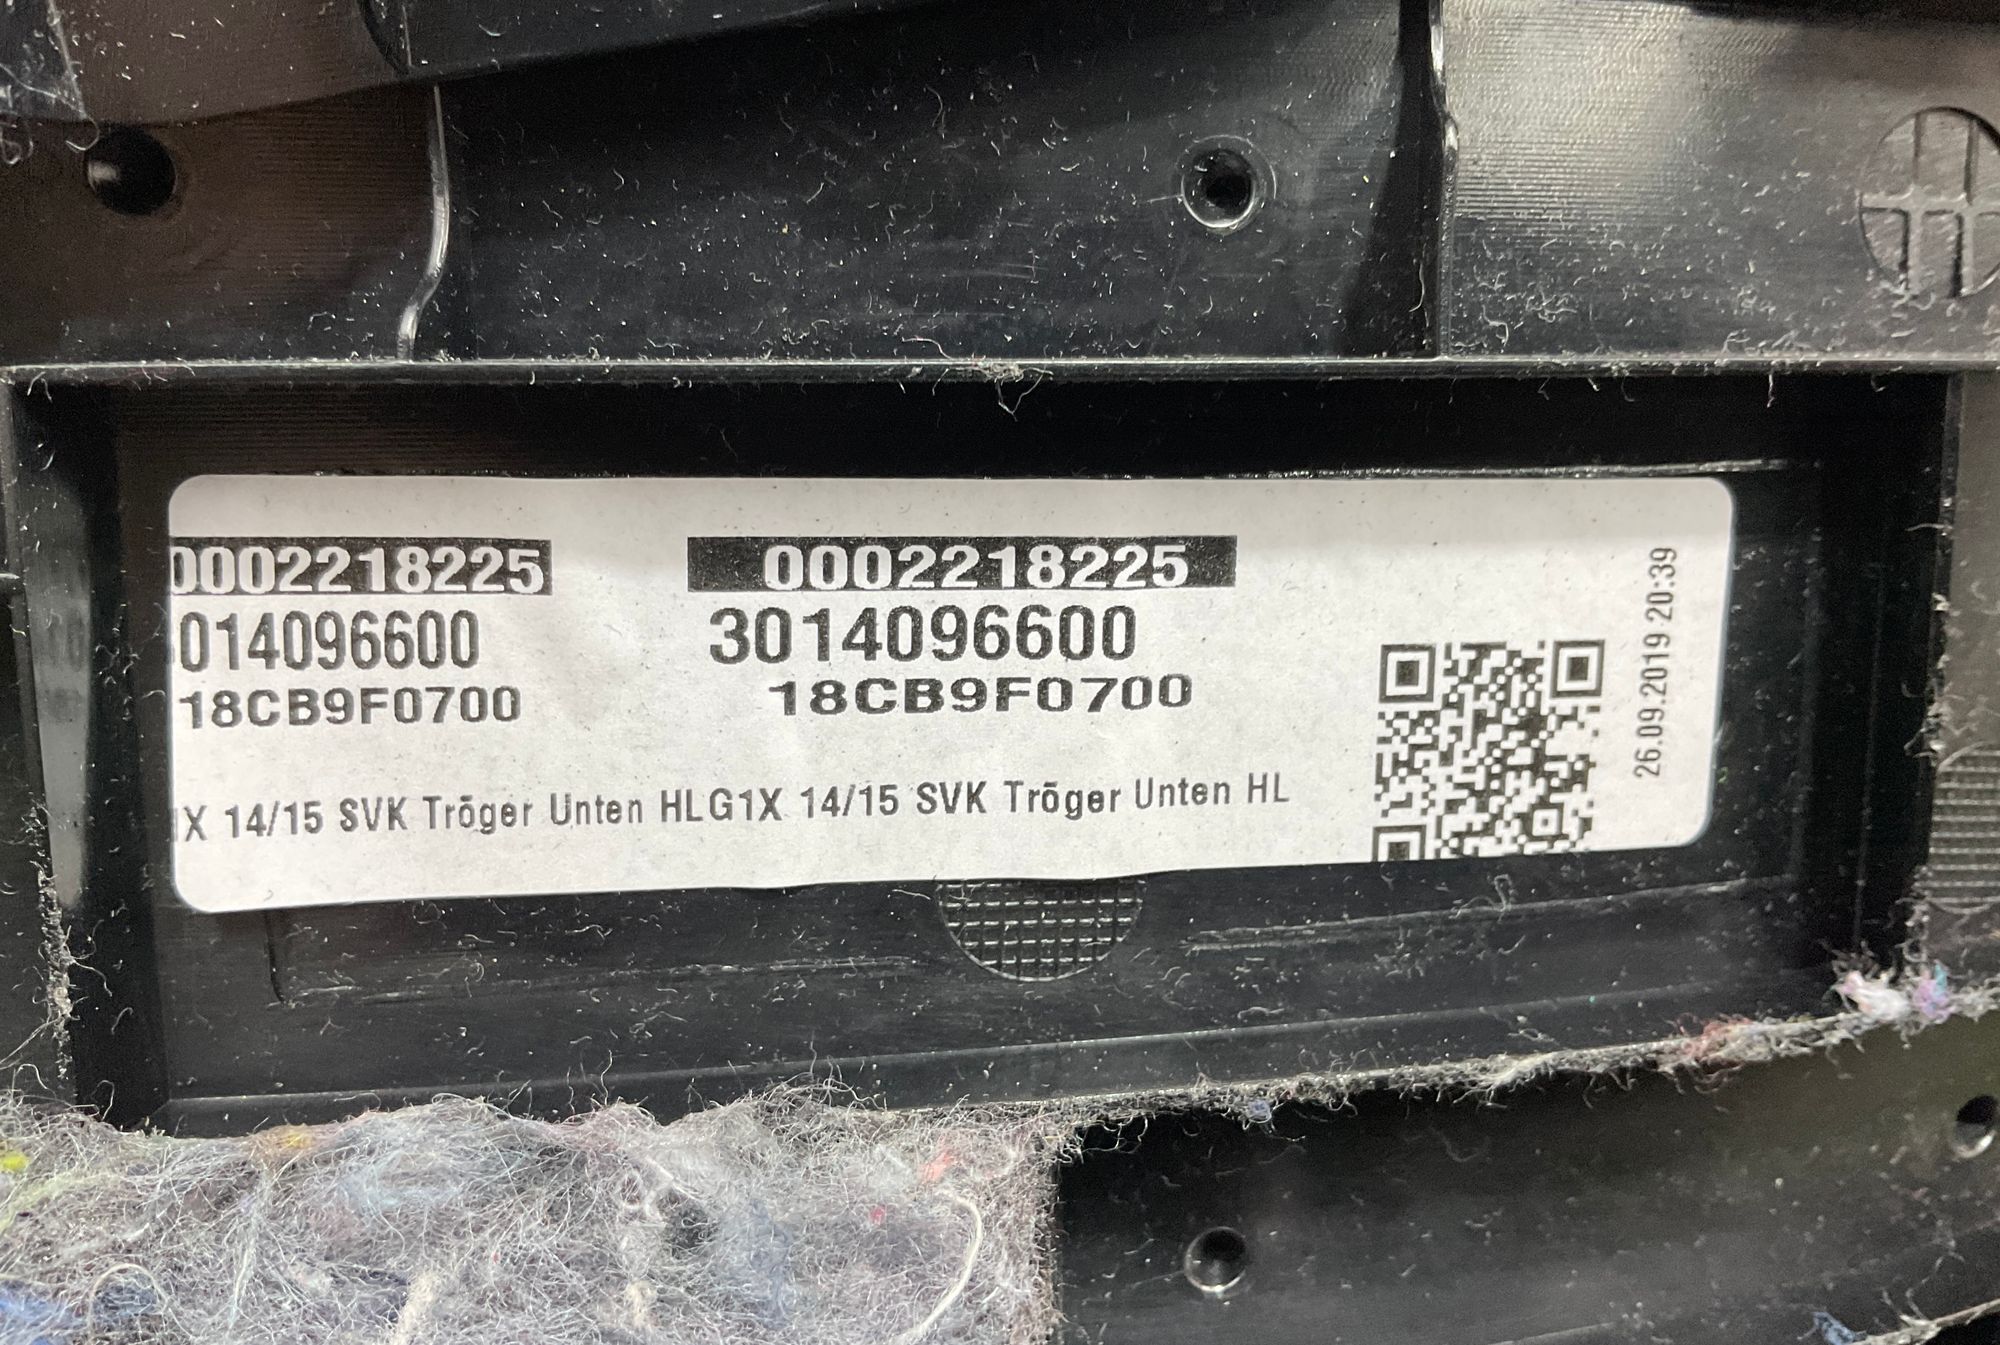 0002218225 0002218225
014096600 3014096600
18CB9F0700 18CB9F0700
X 14/15 SVK Tröger Unten HLG1X 14/15 SVK Tröger Unten HL
26.09.2019 20:39